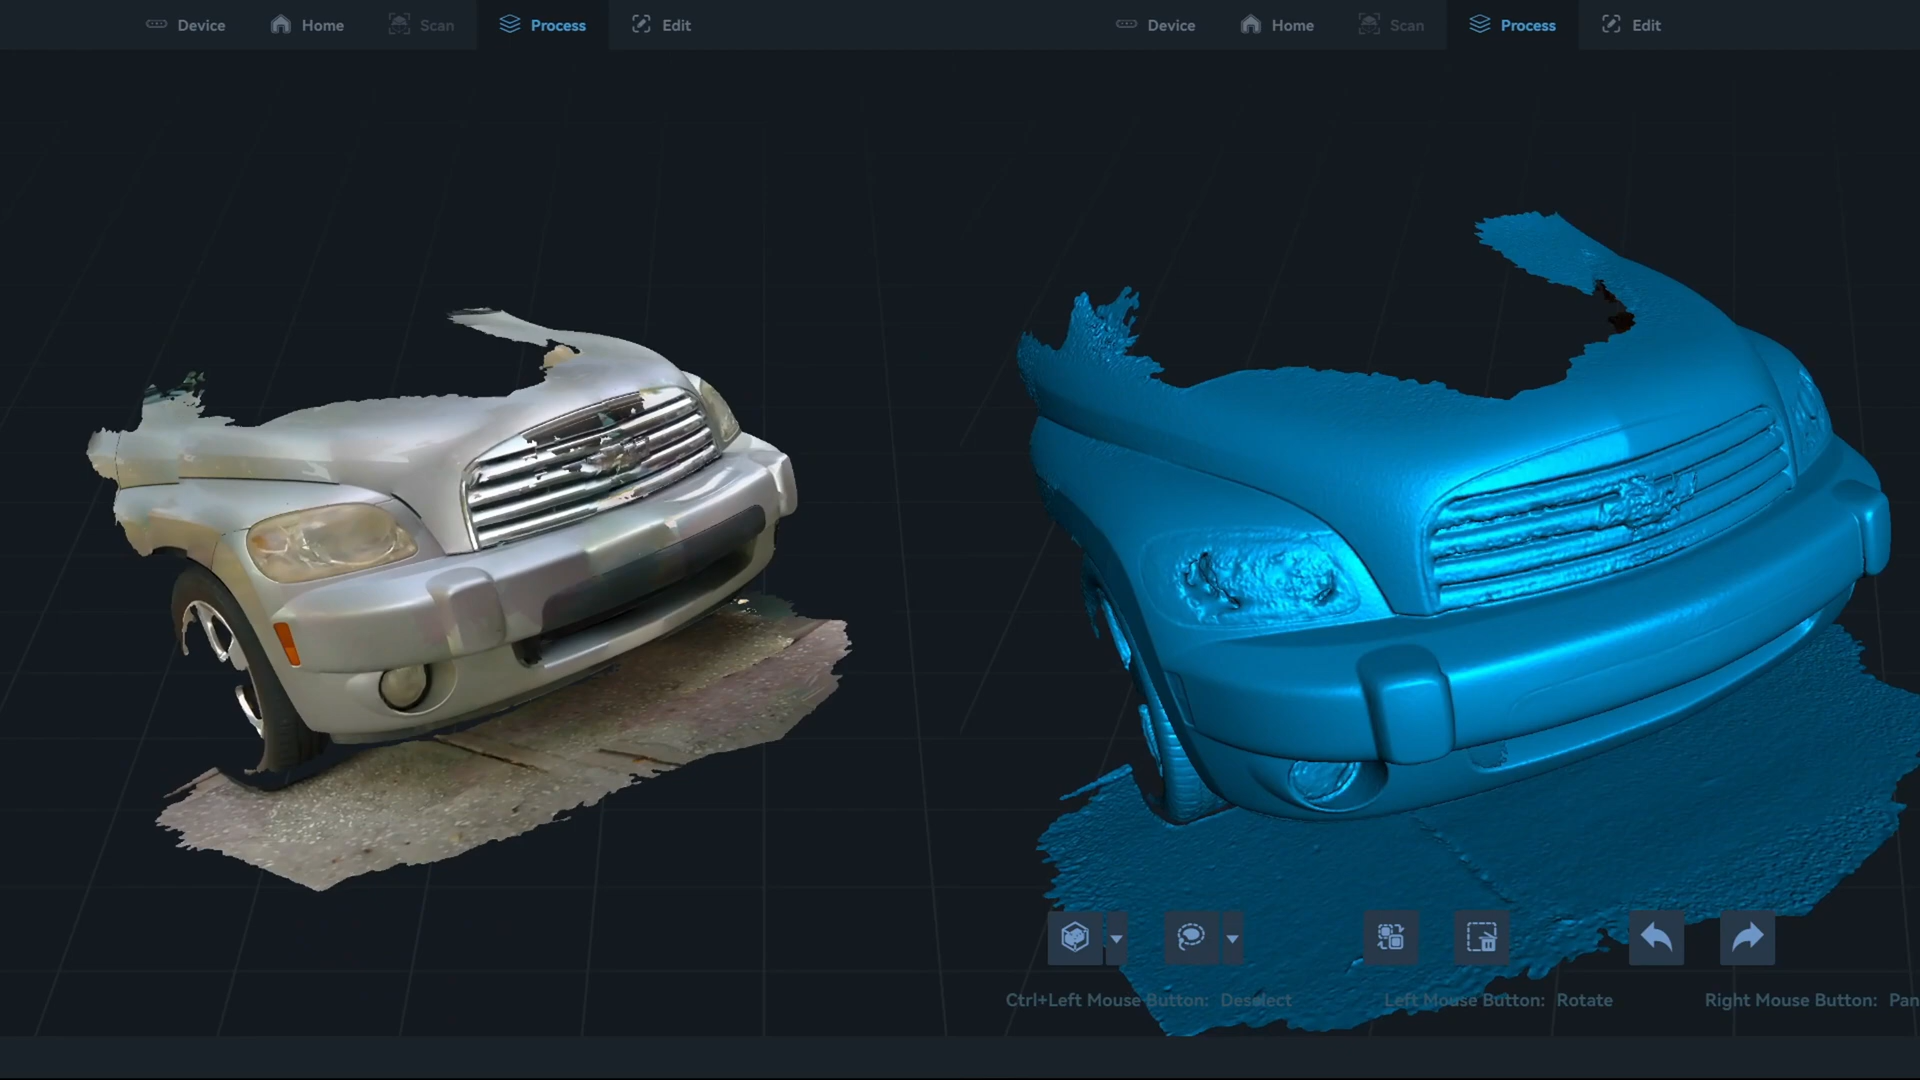 Device Home Scan Process Edit
Device Home Scan Process Edit
Ctrl+Left Mouse Button: Deselect Left Mouse Button: Rotate Right Mouse Button: Pan